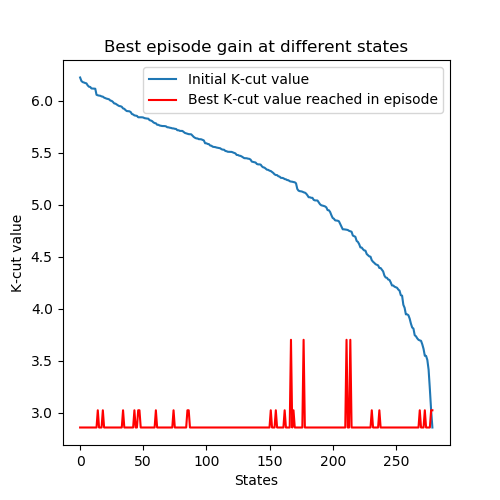 Best episode gain at different states
Initial K-cut value
Best K-cut value reached in episode
6.0
5.5
5.0
4.5
4.0
3.5
3.0
K-cut value
0 50 100 150 200 250
States